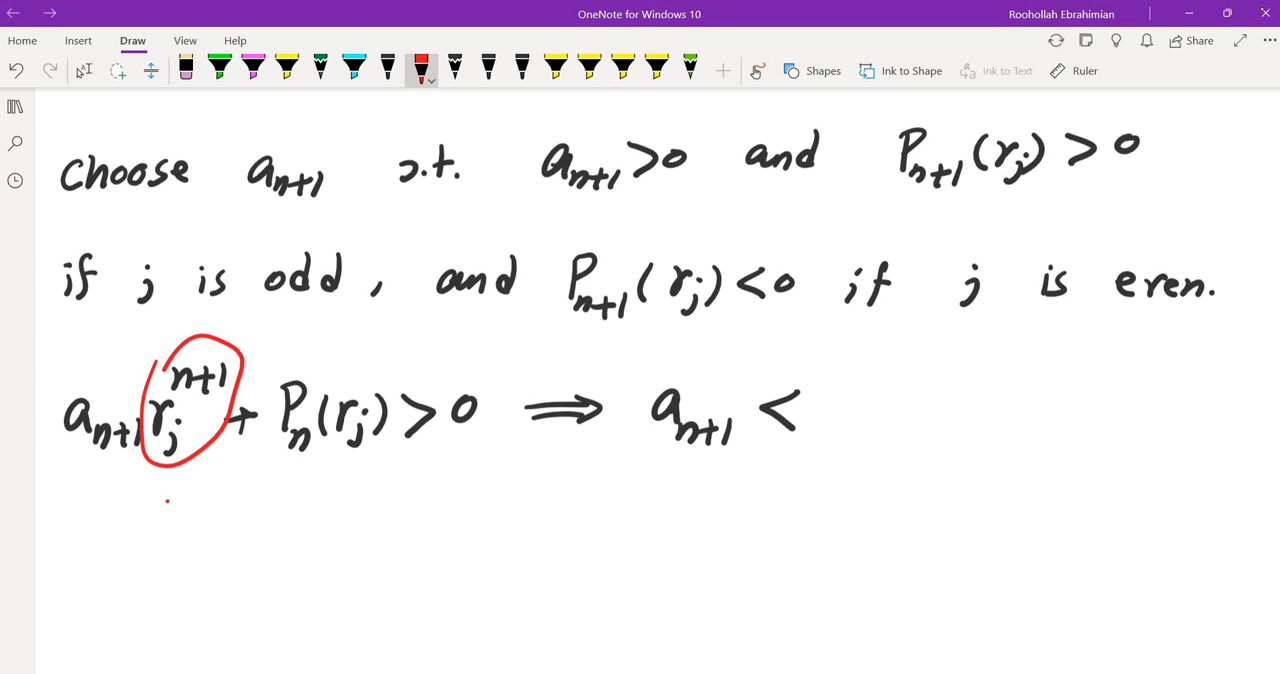 OneNote for Windows 10
Roohollah Ebrahimian
Home Insert Draw View Help
Share
Shapes Ink to Shape Ink to Text Ruler
choose a_{n+1} s.t. a_{n+1}>0 and P_{n+1}(r_j)>0
if j is odd, and P_{n+1}(r_j)<0 if j is even.
a_{n+1} r_j^{n+1} + P_n(r_j)>0 ⟹ a_{n+1} <